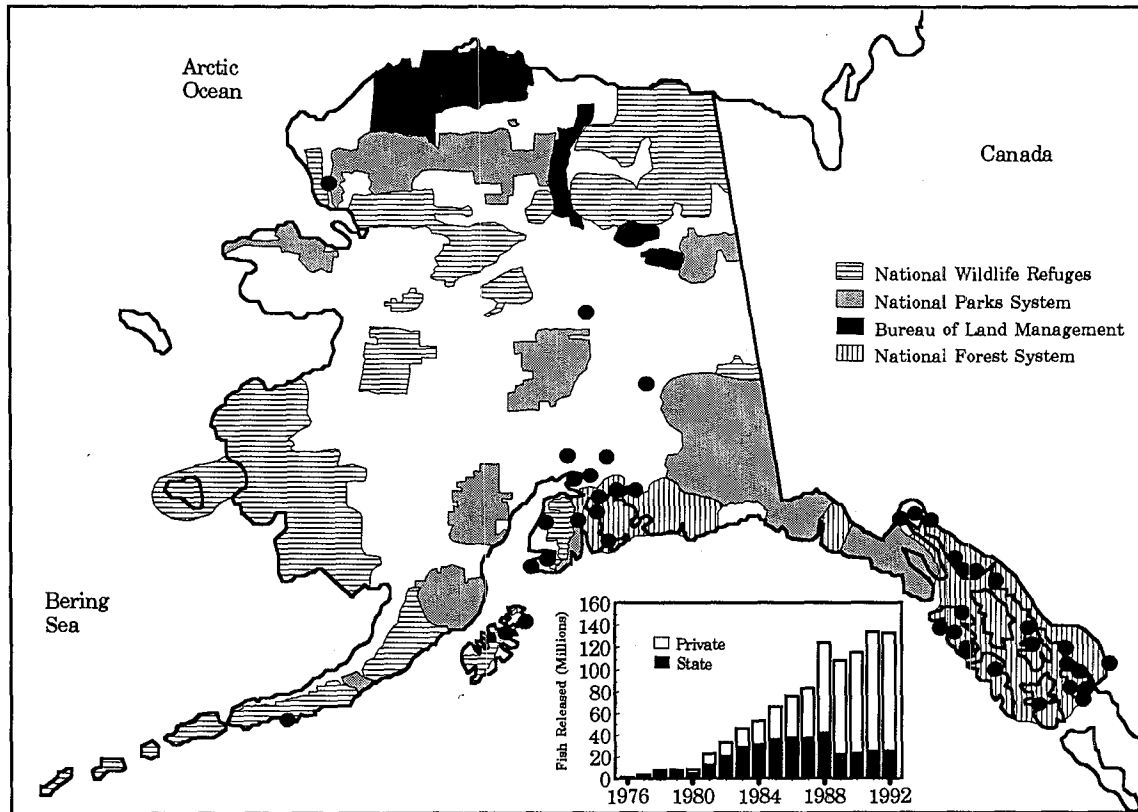 Arctic
Ocean
Canada
National Wildlife Refuges
National Parks System
Bureau of Land Management
National Forest System
Bering
Sea
Fish Released (Millions)
160
140
120
100
80
60
40
20
0
Private
State
1976
1980
1984
1988
1992